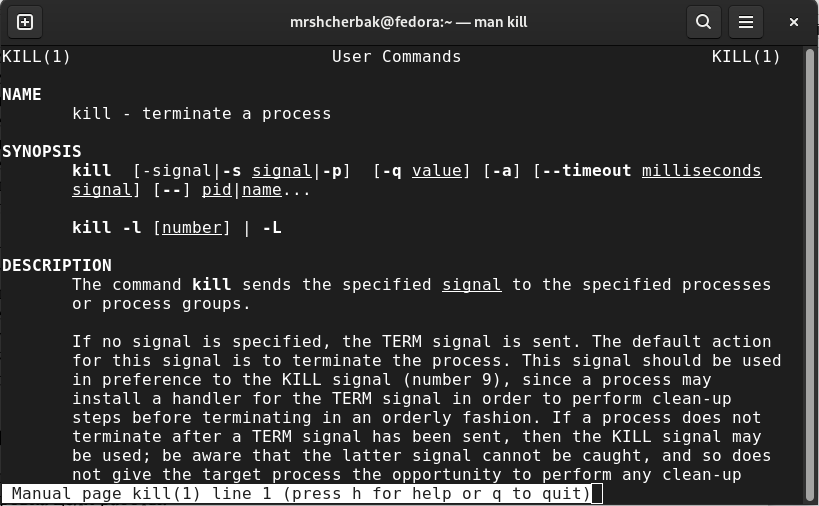 mrshcherbak@fedora:~ — man kill
KILL(1) User Commands KILL(1)
NAME
kill - terminate a process
SYNOPSIS
kill [-signal|-s signal|-p] [-q value] [-a] [--timeout milliseconds
signal] [--] pid|name...
kill -l [number] | -L
DESCRIPTION
The command kill sends the specified signal to the specified processes
or process groups.
If no signal is specified, the TERM signal is sent. The default action
for this signal is to terminate the process. This signal should be used
in preference to the KILL signal (number 9), since a process may
install a handler for the TERM signal in order to perform clean-up
steps before terminating in an orderly fashion. If a process does not
terminate after a TERM signal has been sent, then the KILL signal may
be used; be aware that the latter signal cannot be caught, and so does
not give the target process the opportunity to perform any clean-up
Manual page kill(1) line 1 (press h for help or q to quit)